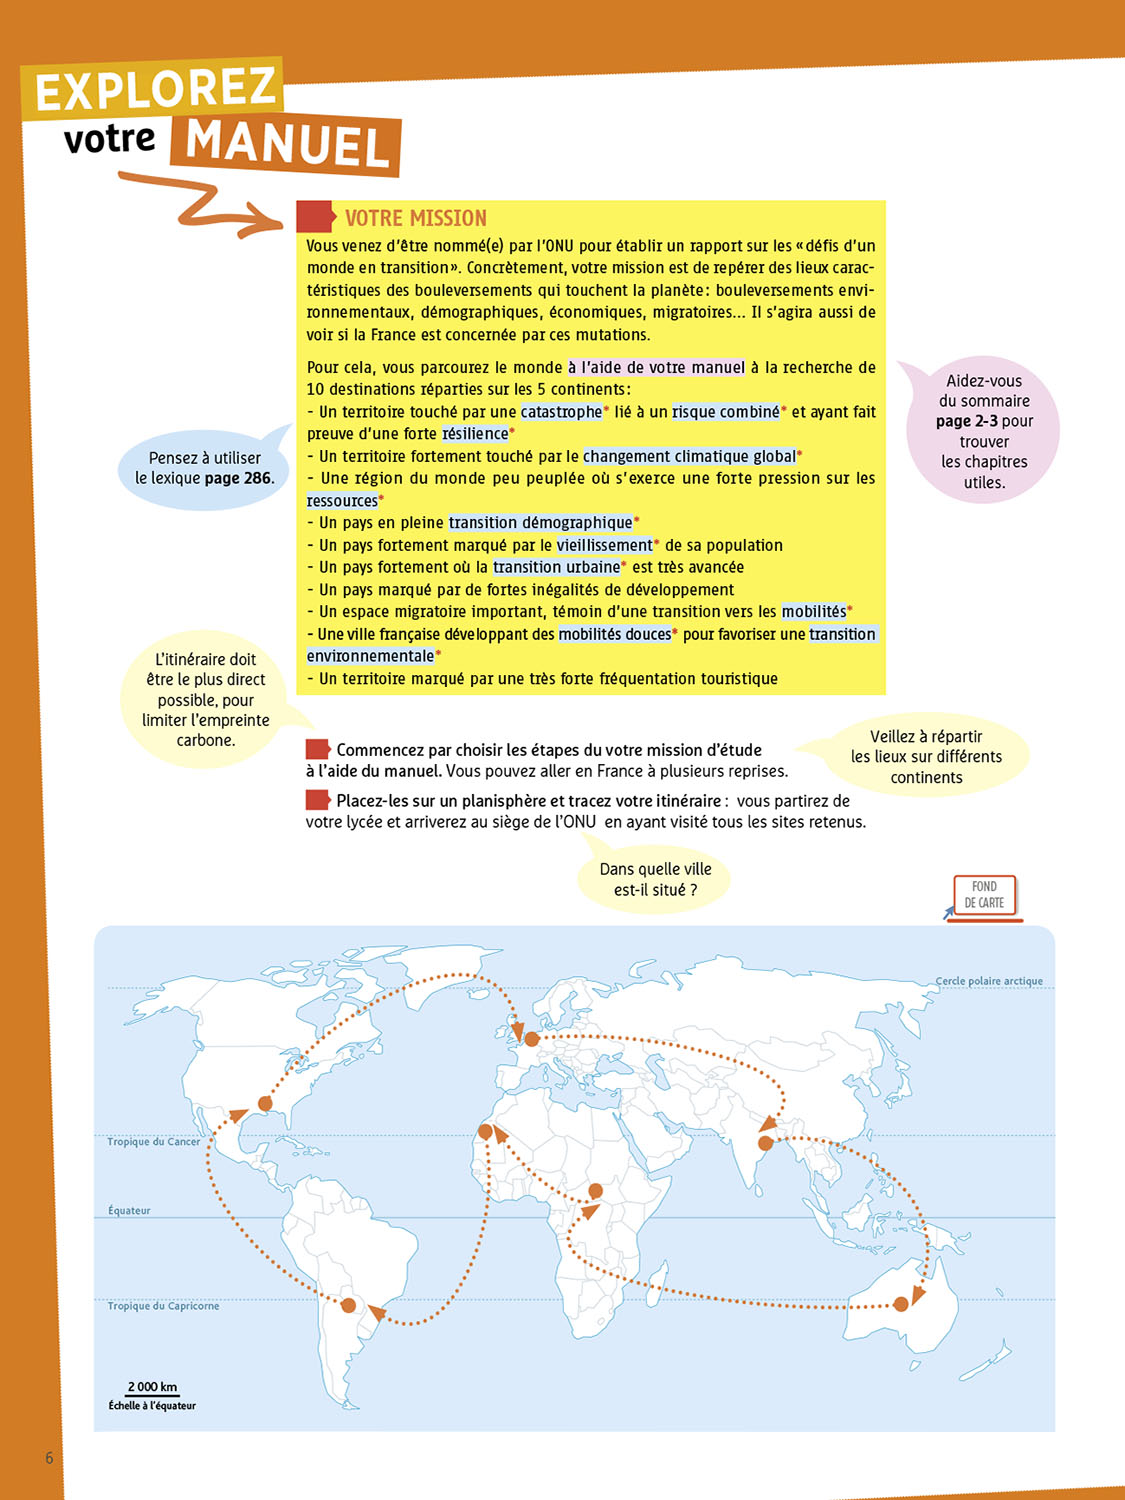 EXPLOREZ
votre MANUEL
VOTRE MISSION
Vous venez d'être nommé(e) par l'ONU pour établir un rapport sur les « défis d'un
monde en transition ». Concrètement, votre mission est de repérer des lieux carac-
téristiques des bouleversements qui touchent la planète : bouleversements envi-
ronnementaux, démographiques, économiques, migratoires... Il s'agira aussi de
voir si la France est concernée par ces mutations.
Pour cela, vous parcourez le monde à l'aide de votre manuel à la recherche de
10 destinations réparties sur les 5 continents :
- Un territoire touché par une catastrophe* lié à un risque combiné* et ayant fait
preuve d'une forte résilience*
- Un territoire fortement touché par le changement climatique global*
- Une région du monde peu peuplée où s'exerce une forte pression sur les
ressources*
- Un pays en pleine transition démographique*
- Un pays fortement marqué par le vieillissement* de sa population
- Un pays fortement où la transition urbaine* est très avancée
- Un pays marqué par de fortes inégalités de développement
- Un espace migratoire important, témoin d'une transition vers les mobilités*
- Une ville française développant des mobilités douces* pour favoriser une transition
environnementale*
- Un territoire marqué par une très forte fréquentation touristique
Aidez-vous
du sommaire
page 2-3 pour
trouver
les chapitres
utiles.
Pensez à utiliser
le lexique page 286.
L'itinéraire doit
être le plus direct
possible, pour
limiter l'empreinte
carbone.
Commencez par choisir les étapes du votre mission d'étude
à l'aide du manuel. Vous pouvez aller en France à plusieurs reprises.
Veillez à répartir
les lieux sur différents
continents
Placez-les sur un planisphère et tracez votre itinéraire : vous partirez de
votre lycée et arriverez au siège de l'ONU en ayant visité tous les sites retenus.
Dans quelle ville
est-il situé ?
FOND
DE CARTE
Cercle polaire arctique
Tropique du Cancer
Équateur
Tropique du Capricorne
2 000 km
Échelle à l'équateur
6